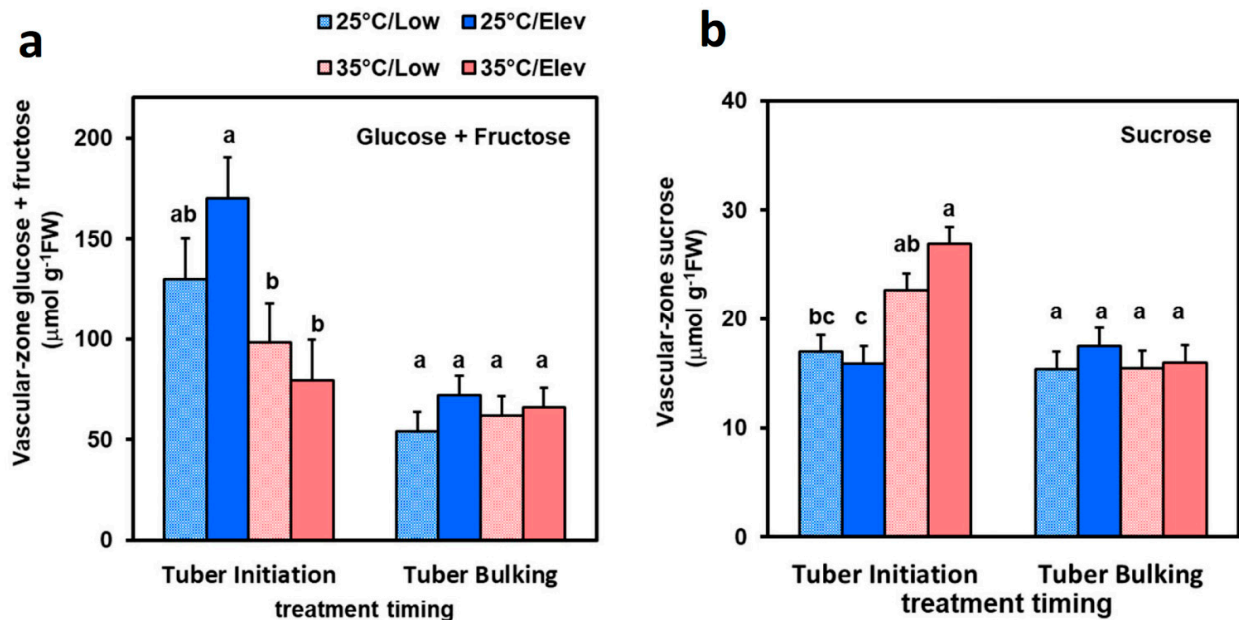 a
25°C/Low 25°C/Elev
35°C/Low 35°C/Elev
Vascular-zone glucose + fructose
(μmol g⁻¹FW)
200
150
100
50
0
Glucose + Fructose
ab
a
b
b
a
a
a
a
Tuber Initiation
Tuber Bulking
treatment timing
b
Vascular-zone sucrose
(μmol g⁻¹FW)
40
30
20
10
0
Sucrose
bc
c
ab
a
a
a
a
a
Tuber Initiation
Tuber Bulking
treatment timing